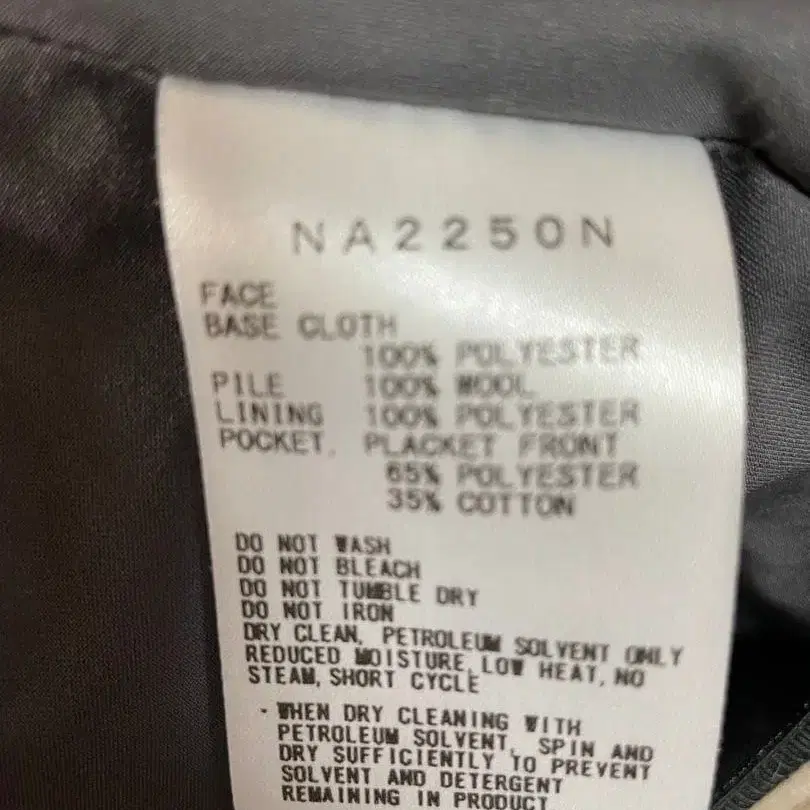 NA2250N
FACE
BASE CLOTH
100% POLYESTER
PILE 100% WOOL
LINING 100% POLYESTER
POCKET, PLACKET FRONT
65% POLYESTER
35% COTTON
DO NOT WASH
DO NOT BLEACH
DO NOT TUMBLE DRY
DO NOT IRON
DRY CLEAN, PETROLEUM SOLVENT ONLY
REDUCED MOISTURE, LOW HEAT, NO
STEAM, SHORT CYCLE
・WHEN DRY CLEANING WITH
PETROLEUM SOLVENT, SPIN AND
DRY SUFFICIENTLY TO PREVENT
SOLVENT AND DETERGENT
REMAINING IN PRODUCT